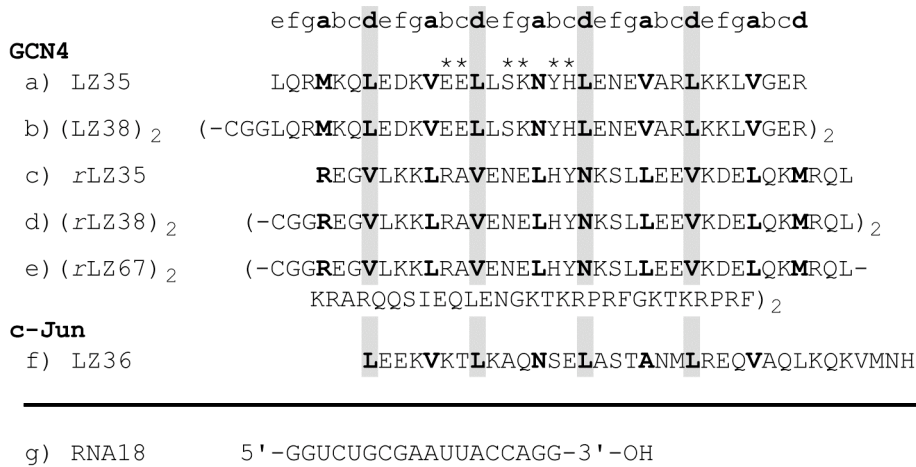 efgabcdefgabcdefgabcdefgabcdefgabcd
GCN4
** ** **
a) LZ35 LQRMKQLEDKVEELLSKNYHLENEVARLKKLVGER
b) (LZ38)2 (-CGGLQRMKQLEDKVEELLSKNYHLENEVARLKKLVGER)2
c) rLZ35 REGVLKKLRAVENELHYNKSLLEEVKDELQKMRQL
d) (rLZ38)2 (-CGGREGVLKKLRAVENELHYNKSLLEEVKDELQKMRQL)2
e) (rLZ67)2 (-CGGREGVLKKLRAVENELHYNKSLLEEVKDELQKMRQL-
KRARQQSIEQLENGKTKRPRFGKTKRPRF)2
c-Jun
f) LZ36 LEEKVKTLKAQNSELASTANMLREQVAQLKQKVMNH
g) RNA18 5'-GGUCUGCGAAUUACCAGG-3'-OH